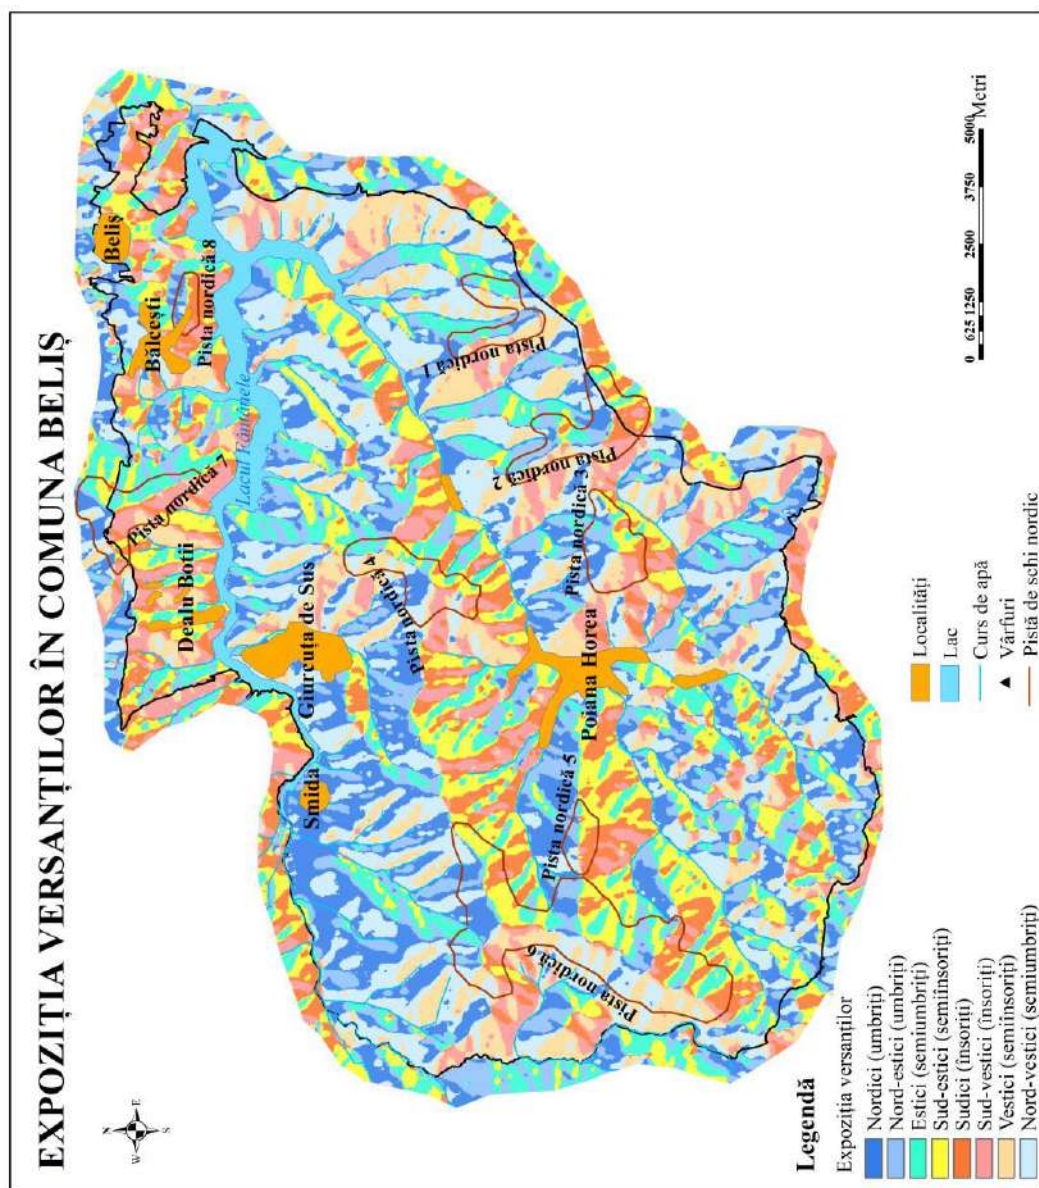 EXPOZIȚIA VERSANȚILOR ÎN COMUNA BELIȘ
N
W
E
S
Beliș
Bălcești
Pista nordică 8
Pista nordică 7
Lacul Fântânele
Dealu Botii
Giurcuța de Sus
Smida
Pista nordică 4
Pista nordică 1
Pista nordică 2
Pista nordică 3
Poiana Horea
Pista nordică 5
Pista nordică 6
Legendă
Expoziția versanților
Nordici (umbriți)
Nord-estici (umbriți)
Estici (semiumbriți)
Sud-estici (semiînsoriți)
Sudici (însoriți)
Sud-vestici (însoriți)
Vestici (semiinsoriți)
Nord-vestici (semiumbriți)
Localități
Lac
Curs de apă
Vârfuri
Pistă de schi nordic
0 625 1250 2500 3750 5000
Metri